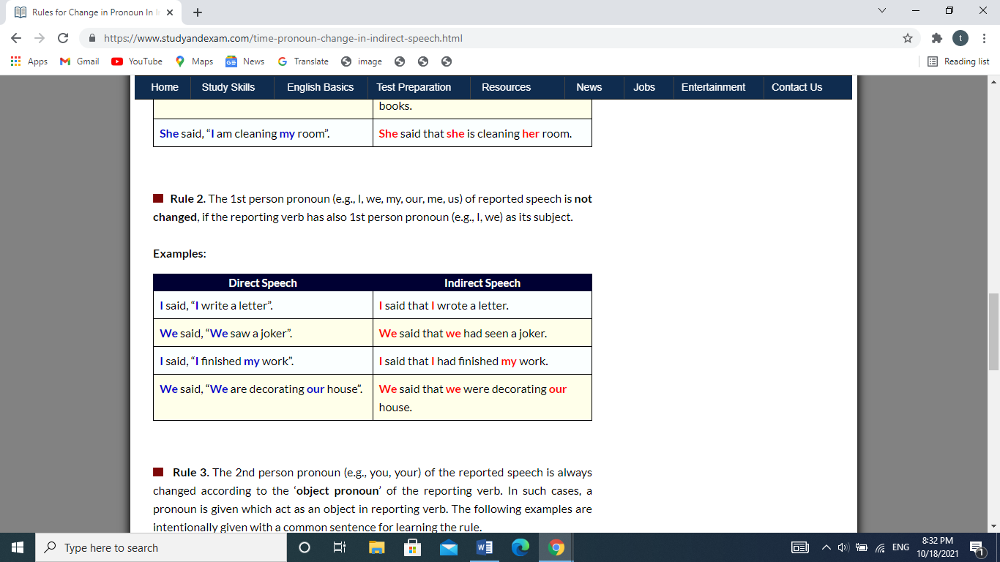 Rules for Change in Pronoun In I
https://www.studyandexam.com/time-pronoun-change-in-indirect-speech.html
t
Apps Gmail YouTube Maps News Translate image Reading list
Home Study Skills English Basics Test Preparation Resources News Jobs Entertainment Contact Us
books.
She said, “I am cleaning my room”. She said that she is cleaning her room.
Rule 2. The 1st person pronoun (e.g., I, we, my, our, me, us) of reported speech is not
changed, if the reporting verb has also 1st person pronoun (e.g., I, we) as its subject.
Examples:
Direct Speech Indirect Speech
I said, “I write a letter”. I said that I wrote a letter.
We said, “We saw a joker”. We said that we had seen a joker.
I said, “I finished my work”. I said that I had finished my work.
We said, “We are decorating our house”. We said that we were decorating our
house.
Rule 3. The 2nd person pronoun (e.g., you, your) of the reported speech is always
changed according to the ‘object pronoun’ of the reporting verb. In such cases, a
pronoun is given which act as an object in reporting verb. The following examples are
intentionally given with a common sentence for learning the rule.
Type here to search
ENG
8:32 PM
10/18/2021
1